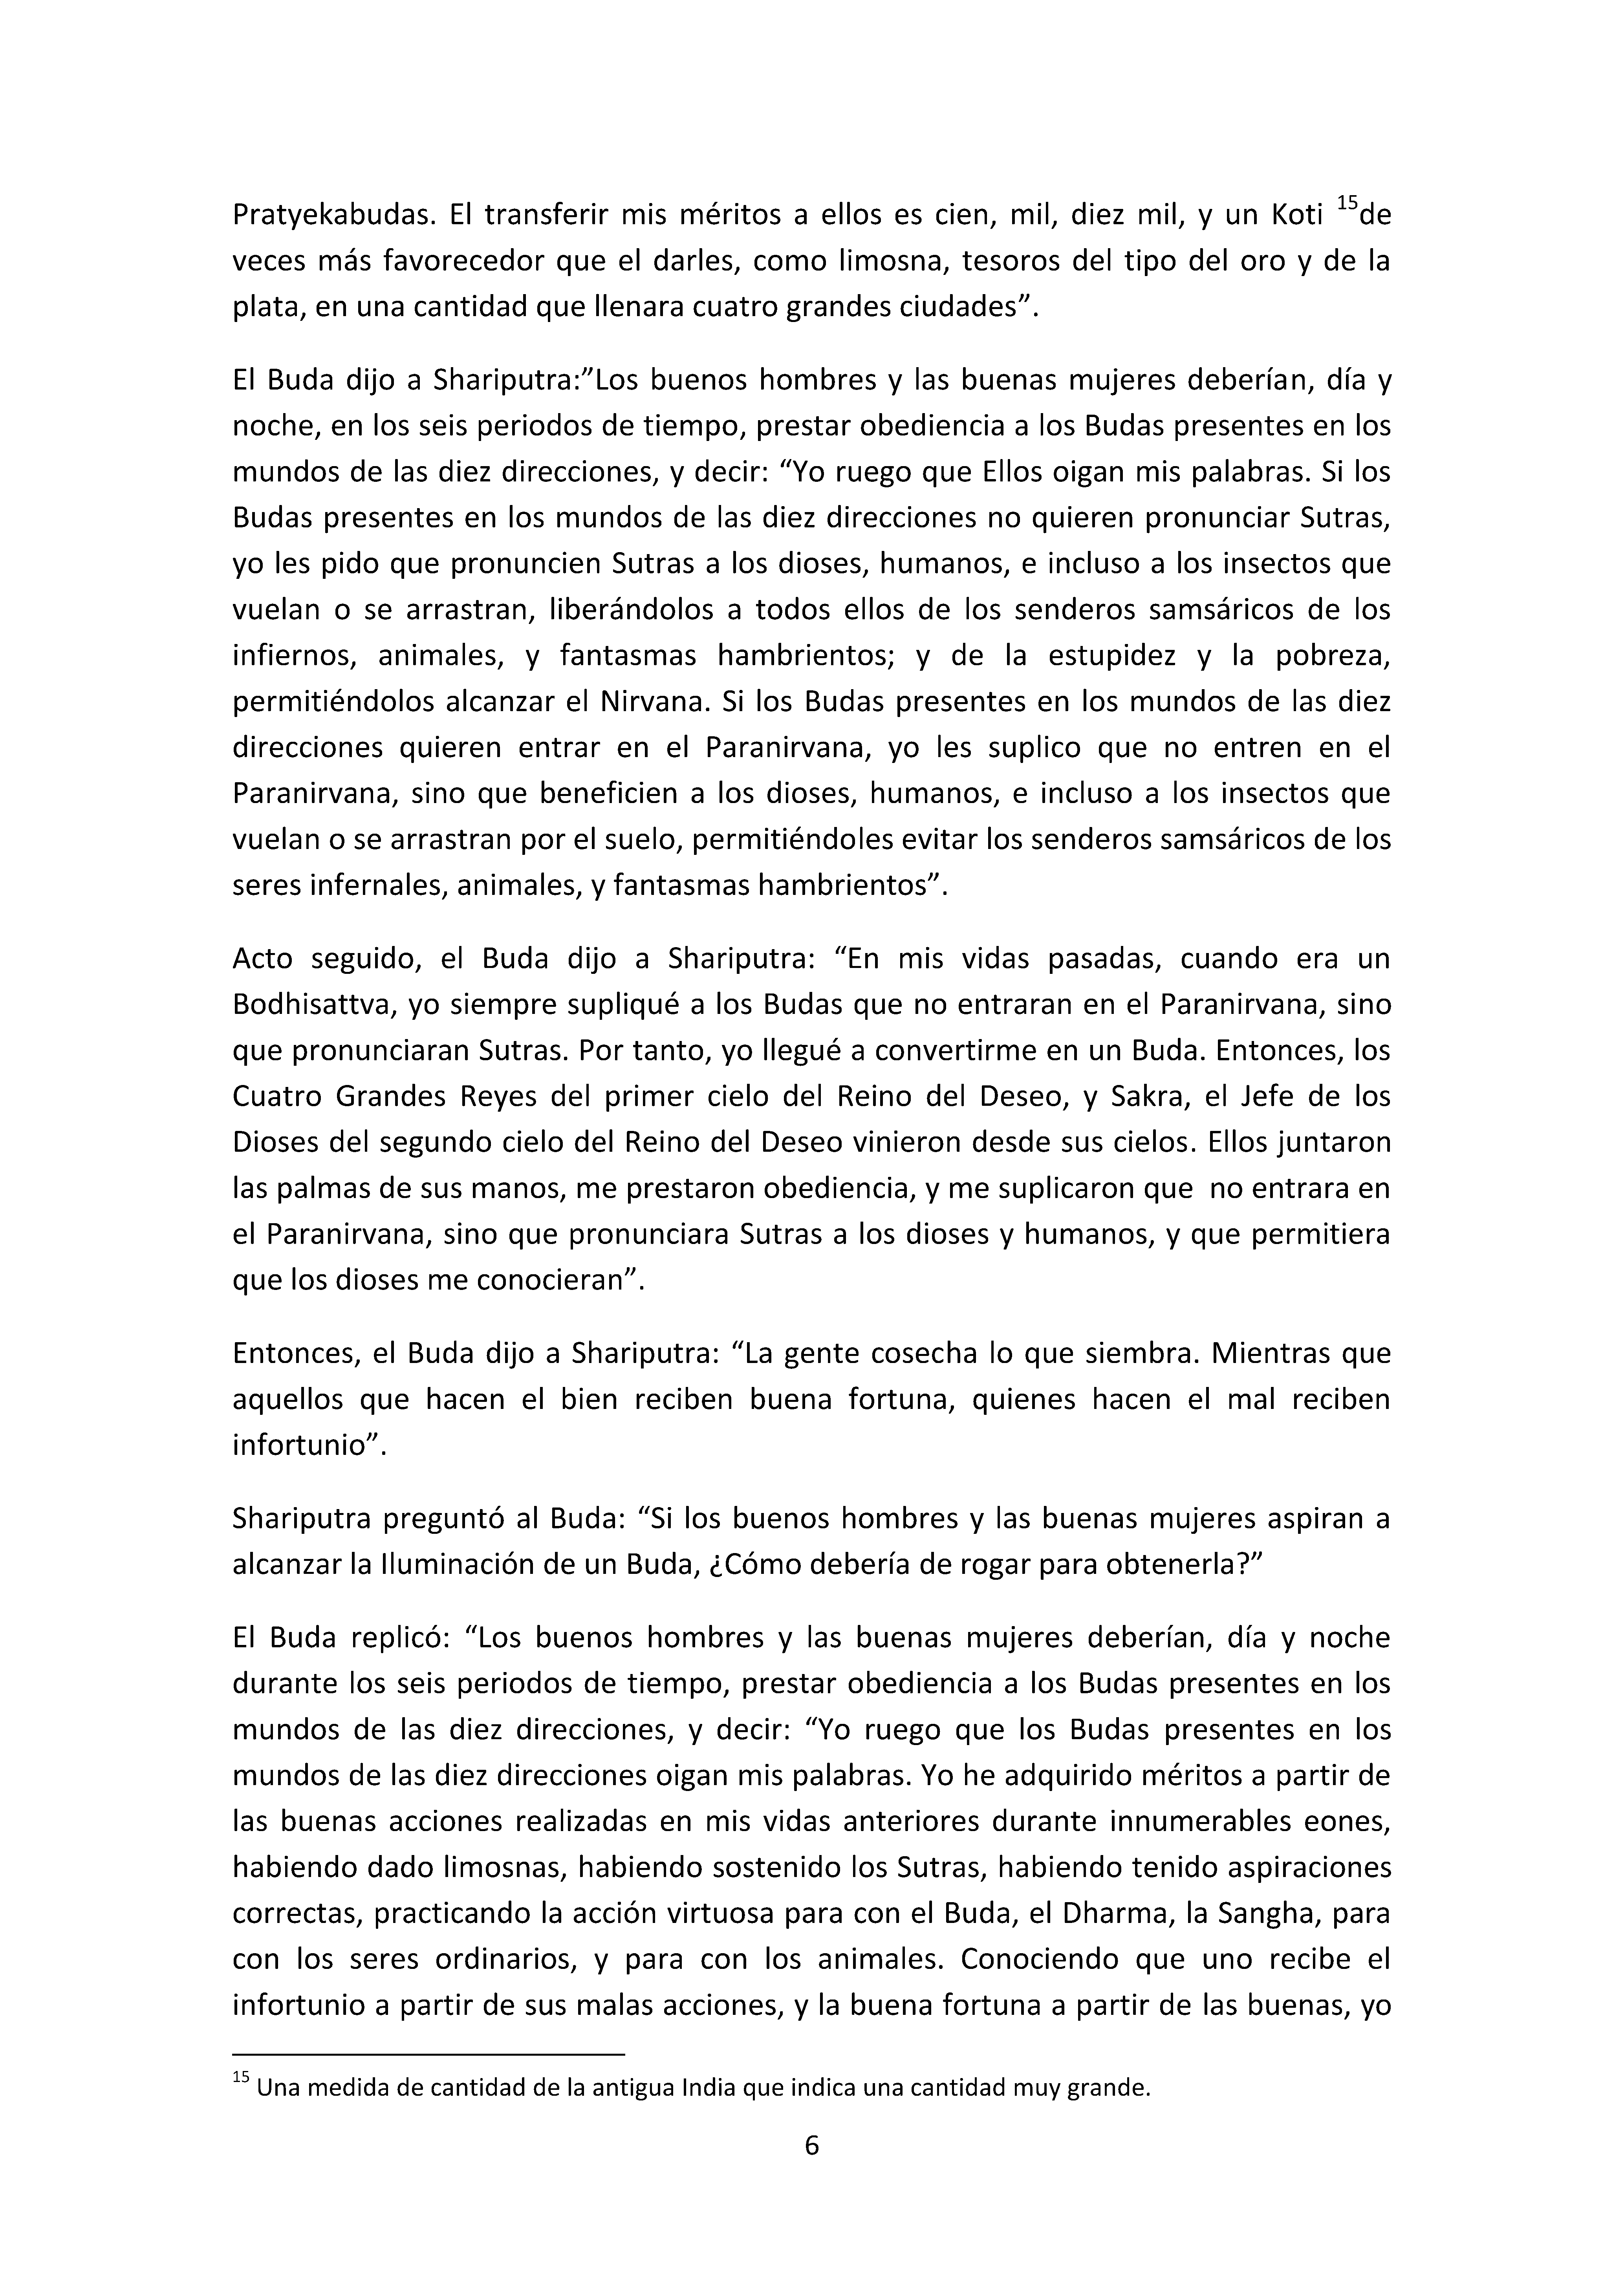 Pratyekabudas. El transferir mis méritos a ellos es cien, mil, diez mil, y un Koti ¹⁵de
veces más favorecedor que el darles, como limosna, tesoros del tipo del oro y de la
plata, en una cantidad que llenara cuatro grandes ciudades”.
El Buda dijo a Shariputra:”Los buenos hombres y las buenas mujeres deberían, día y
noche, en los seis periodos de tiempo, prestar obediencia a los Budas presentes en los
mundos de las diez direcciones, y decir: “Yo ruego que Ellos oigan mis palabras. Si los
Budas presentes en los mundos de las diez direcciones no quieren pronunciar Sutras,
yo les pido que pronuncien Sutras a los dioses, humanos, e incluso a los insectos que
vuelan o se arrastran, liberándolos a todos ellos de los senderos samsáricos de los
infiernos, animales, y fantasmas hambrientos; y de la estupidez y la pobreza,
permitiéndolos alcanzar el Nirvana. Si los Budas presentes en los mundos de las diez
direcciones quieren entrar en el Paranirvana, yo les suplico que no entren en el
Paranirvana, sino que beneficien a los dioses, humanos, e incluso a los insectos que
vuelan o se arrastran por el suelo, permitiéndoles evitar los senderos samsáricos de los
seres infernales, animales, y fantasmas hambrientos”.
Acto seguido, el Buda dijo a Shariputra: “En mis vidas pasadas, cuando era un
Bodhisattva, yo siempre supliqué a los Budas que no entraran en el Paranirvana, sino
que pronunciaran Sutras. Por tanto, yo llegué a convertirme en un Buda. Entonces, los
Cuatro Grandes Reyes del primer cielo del Reino del Deseo, y Sakra, el Jefe de los
Dioses del segundo cielo del Reino del Deseo vinieron desde sus cielos. Ellos juntaron
las palmas de sus manos, me prestaron obediencia, y me suplicaron que no entrara en
el Paranirvana, sino que pronunciara Sutras a los dioses y humanos, y que permitiera
que los dioses me conocieran”.
Entonces, el Buda dijo a Shariputra: “La gente cosecha lo que siembra. Mientras que
aquellos que hacen el bien reciben buena fortuna, quienes hacen el mal reciben
infortunio”.
Shariputra preguntó al Buda: “Si los buenos hombres y las buenas mujeres aspiran a
alcanzar la Iluminación de un Buda, ¿Cómo debería de rogar para obtenerla?”
El Buda replicó: “Los buenos hombres y las buenas mujeres deberían, día y noche
durante los seis periodos de tiempo, prestar obediencia a los Budas presentes en los
mundos de las diez direcciones, y decir: “Yo ruego que los Budas presentes en los
mundos de las diez direcciones oigan mis palabras. Yo he adquirido méritos a partir de
las buenas acciones realizadas en mis vidas anteriores durante innumerables eones,
habiendo dado limosnas, habiendo sostenido los Sutras, habiendo tenido aspiraciones
correctas, practicando la acción virtuosa para con el Buda, el Dharma, la Sangha, para
con los seres ordinarios, y para con los animales. Conociendo que uno recibe el
infortunio a partir de sus malas acciones, y la buena fortuna a partir de las buenas, yo
¹⁵ Una medida de cantidad de la antigua India que indica una cantidad muy grande.
6